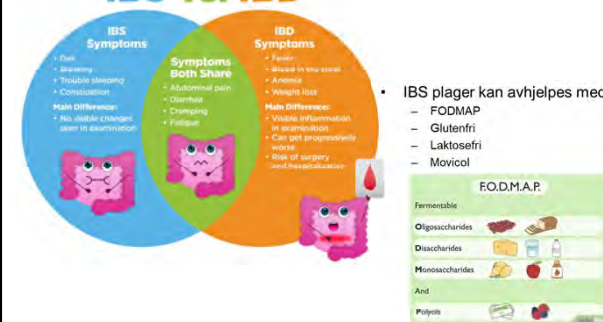 IBS vs. IBD
IBS
Symptoms
• Gas
• Bloating
• Trouble sleeping
• Constipation
Main Difference:
• No visible changes
seen in examination
Symptoms
Both Share
• Abdominal pain
• Diarrhea
• Cramping
• Fatigue
IBD
Symptoms
• Fever
• Blood in the stool
• Anemia
• Weight loss
Main Difference:
• Visible Inflammation
in examination
• Can get progressively
worse
• Risk of surgery
and hospitalization
▪ IBS plager kan avhjelpes med
– FODMAP
– Glutenfri
– Laktosefri
– Movicol
F.O.D.M.A.P.
Fermentable
Oligosaccharides
Disaccharides
Monosaccharides
And
Polyols